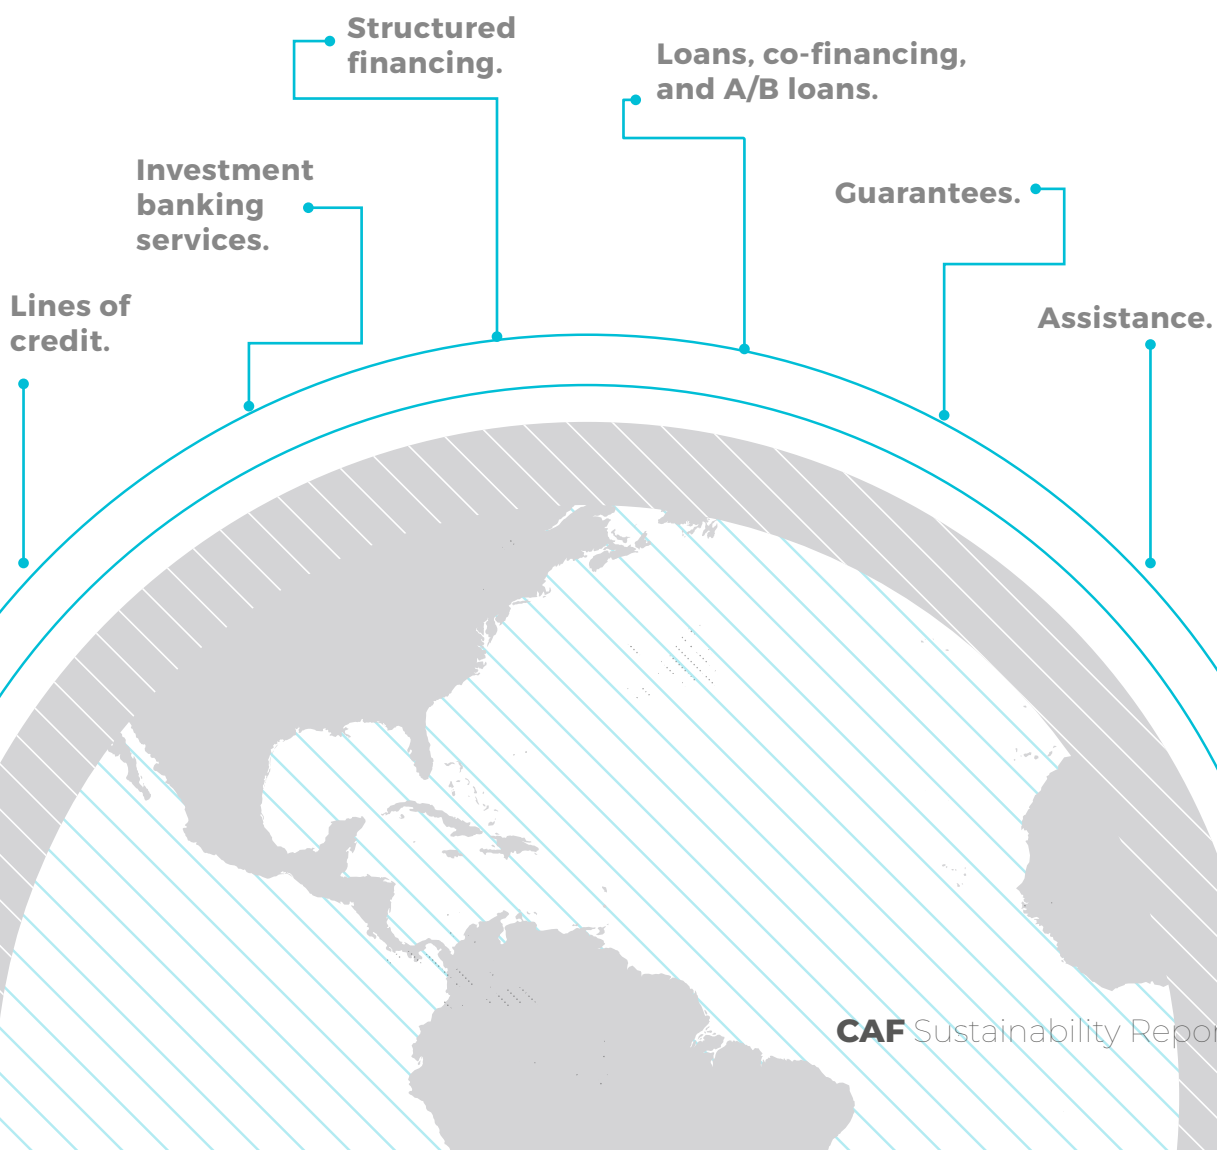 Structured
financing.
Loans, co-financing,
and A/B loans.
Investment
banking
services.
Guarantees.
Lines of
credit.
Assistance.
CAF Sustainability Repor